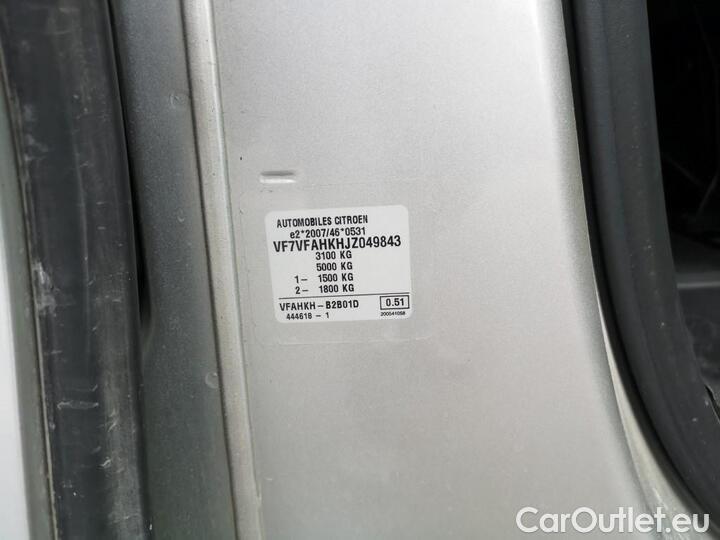 AUTOMOBILES CITROEN
e2*2007/46*0531
VF7VFAHKHJZ049843
3100 KG
5000 KG
1- 1500 KG
2- 1800 KG
VFAHKH-B2B01D 0.51
444618-1 200041058
CarOutlet.eu